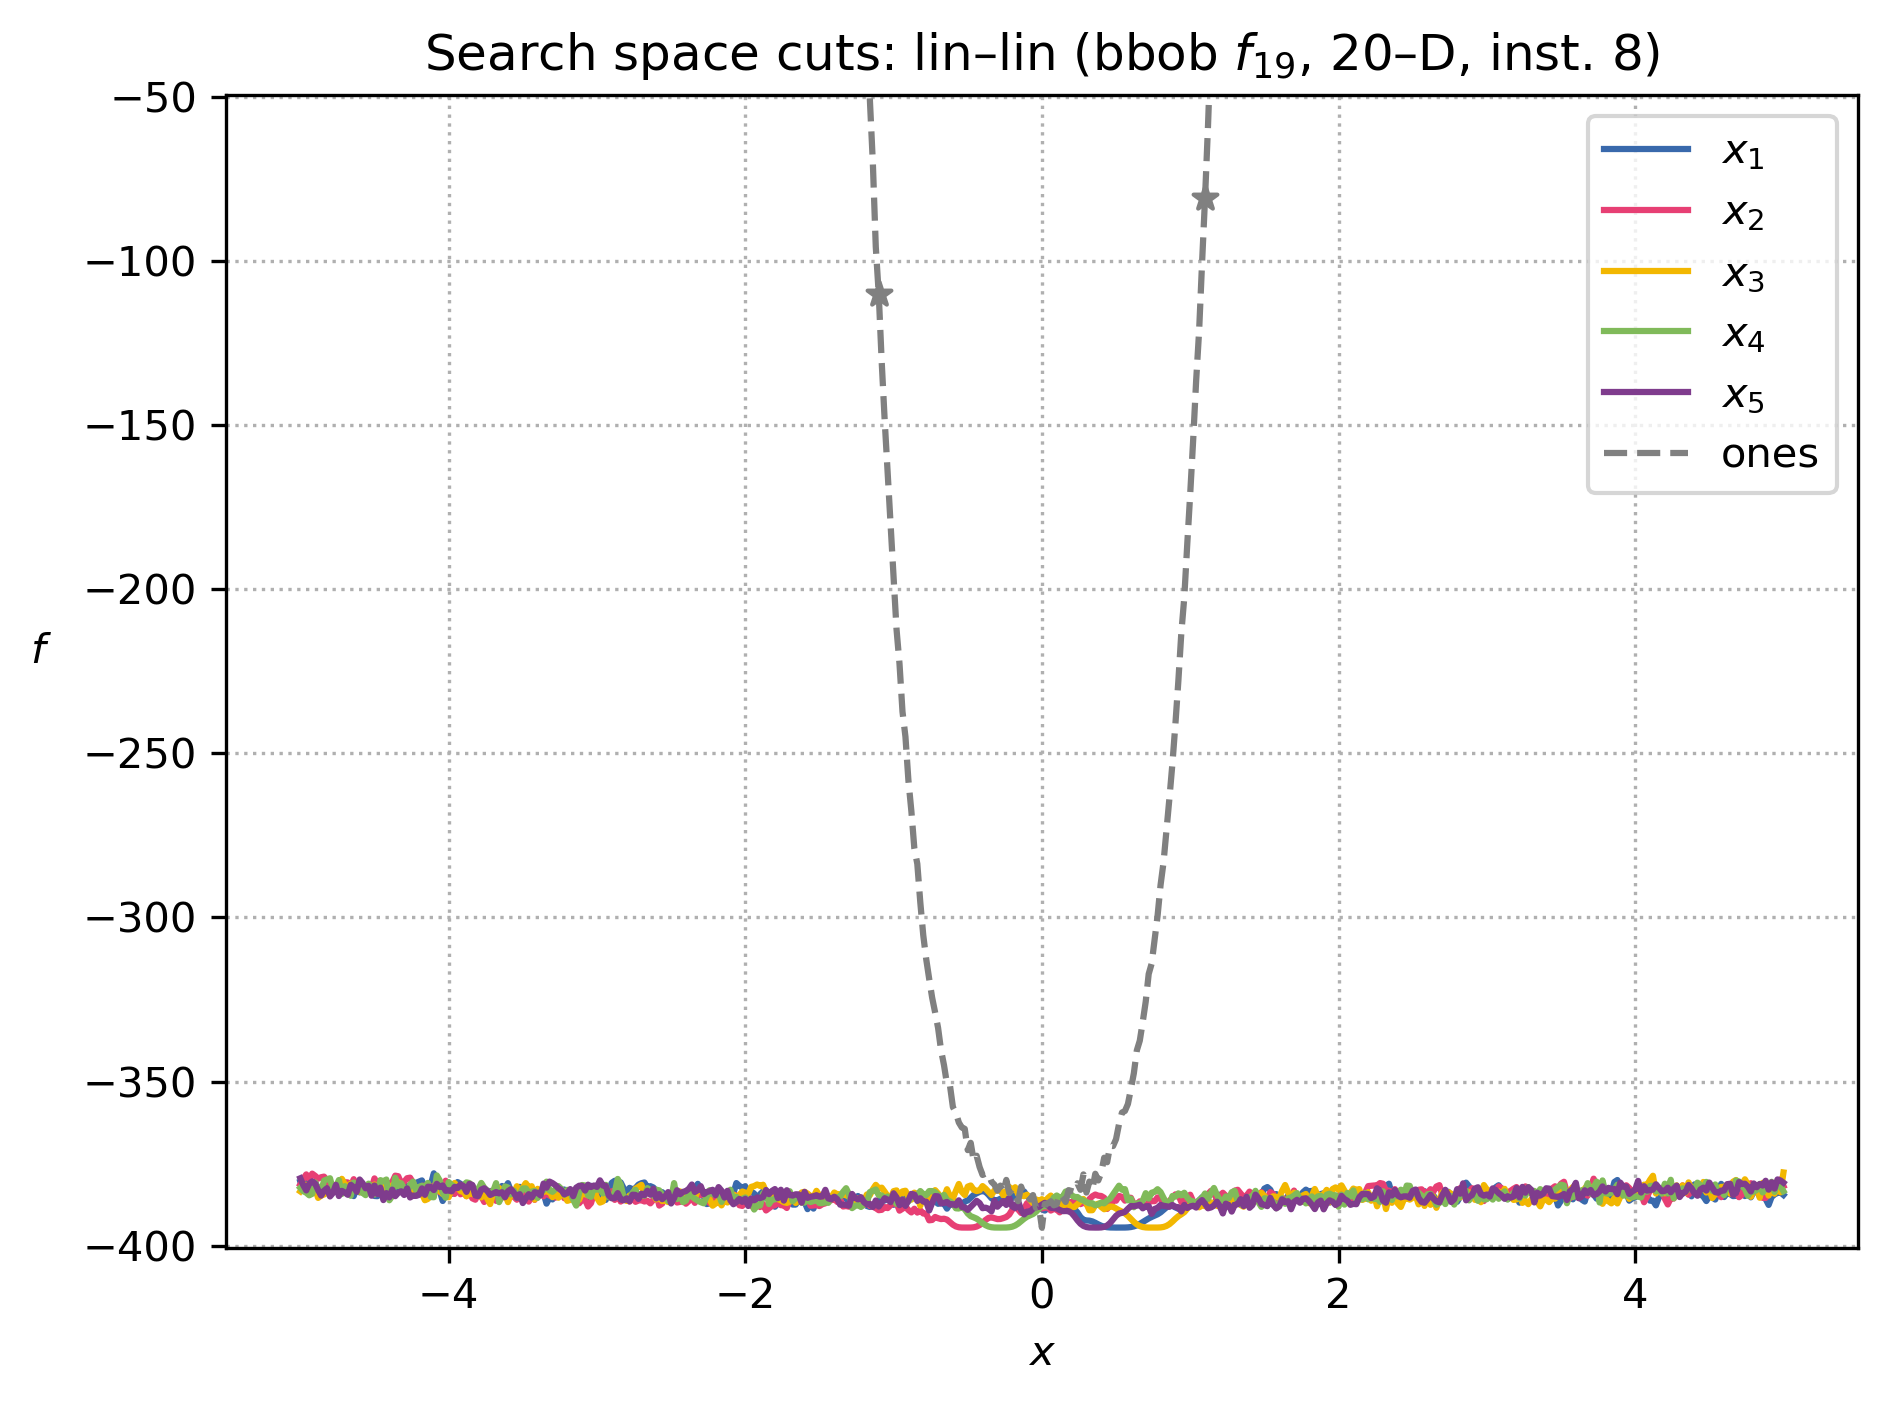 Search space cuts: lin–lin (bbob f₁₉, 20–D, inst. 8)
−50
−100
−150
−200
−250
−300
−350
−400
f
x₁
x₂
x₃
x₄
x₅
ones
−4
−2
0
2
4
x